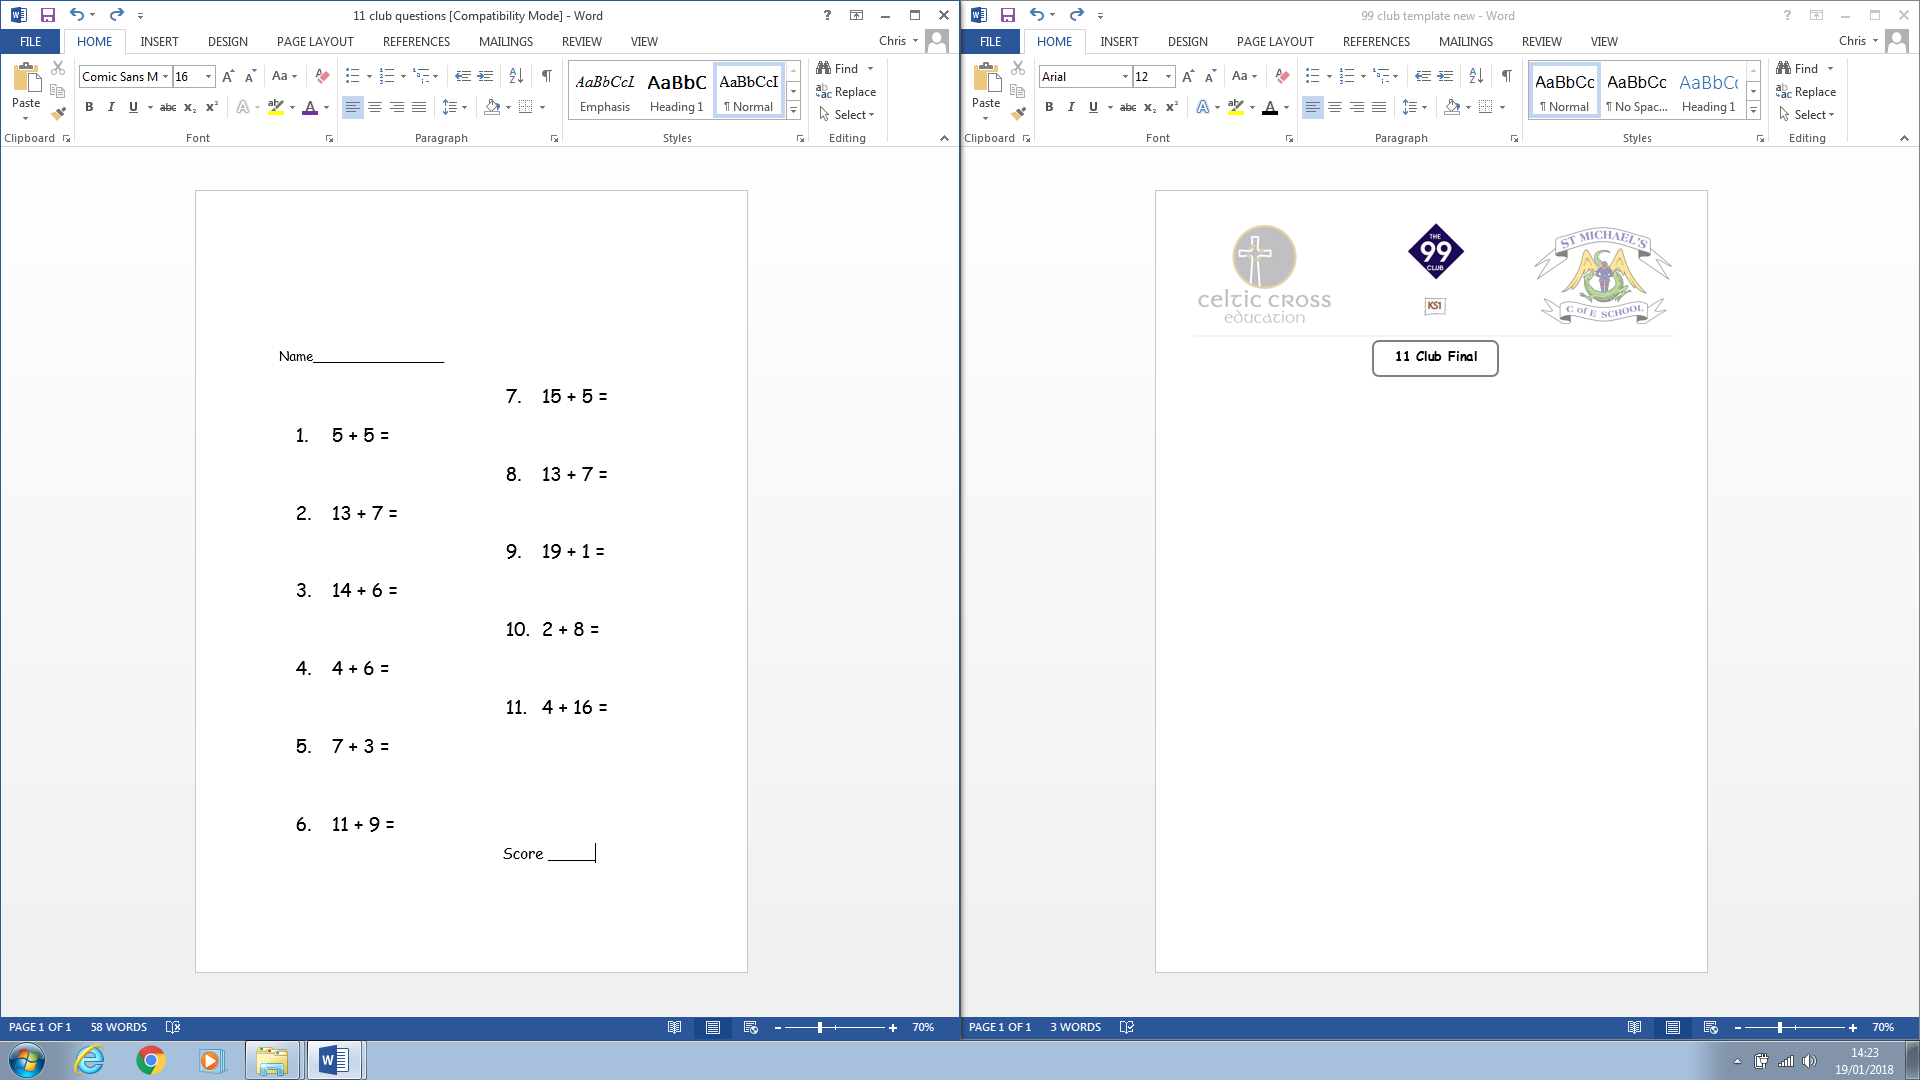 11 club questions [Compatibility Mode] - Word
FILE HOME INSERT DESIGN PAGE LAYOUT REFERENCES MAILINGS REVIEW VIEW Chris
Comic Sans M 16
Paste
Clipboard Font Paragraph Styles Editing
AaBbCcI AaBbC AaBbCcI
Emphasis Heading 1 ¶ Normal
Find
Replace
Select
Name_________________
1. 5 + 5 =
2. 13 + 7 =
3. 14 + 6 =
4. 4 + 6 =
5. 7 + 3 =
6. 11 + 9 =
7. 15 + 5 =
8. 13 + 7 =
9. 19 + 1 =
10. 2 + 8 =
11. 4 + 16 =
Score ______
PAGE 1 OF 1 58 WORDS 70%
99 club template new - Word
FILE HOME INSERT DESIGN PAGE LAYOUT REFERENCES MAILINGS REVIEW VIEW Chris
Arial 12
Paste
Clipboard Font Paragraph Styles Editing
AaBbCc AaBbCc AaBbCc
¶ Normal ¶ No Spac... Heading 1
Find
Replace
Select
celtic cross
education
THE
99
CLUB
KS1
ST MICHAEL'S
C of E SCHOOL
11 Club Final
PAGE 1 OF 1 3 WORDS 70%
14:23
19/01/2018